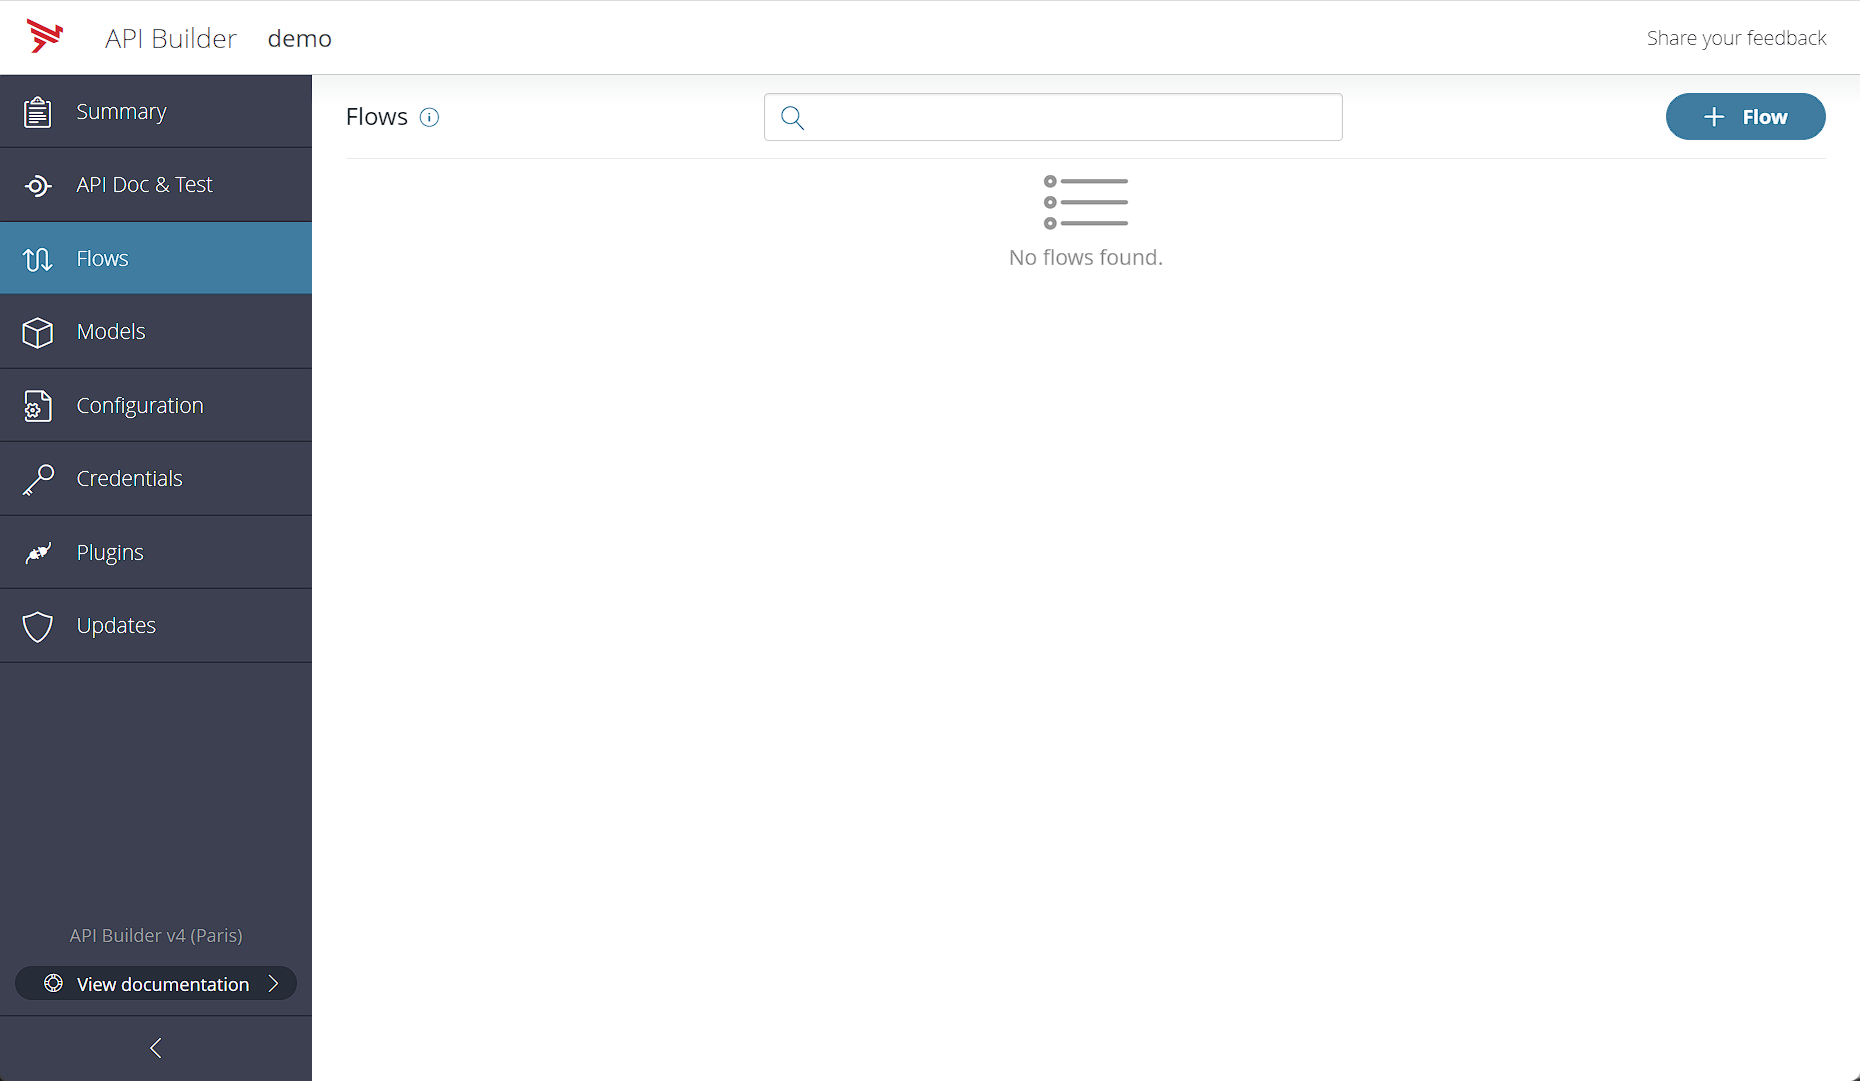 API Builder demo
Share your feedback
Summary
API Doc & Test
Flows
Models
Configuration
Credentials
Plugins
Updates
API Builder v4 (Paris)
View documentation
Flows
Flow
No flows found.